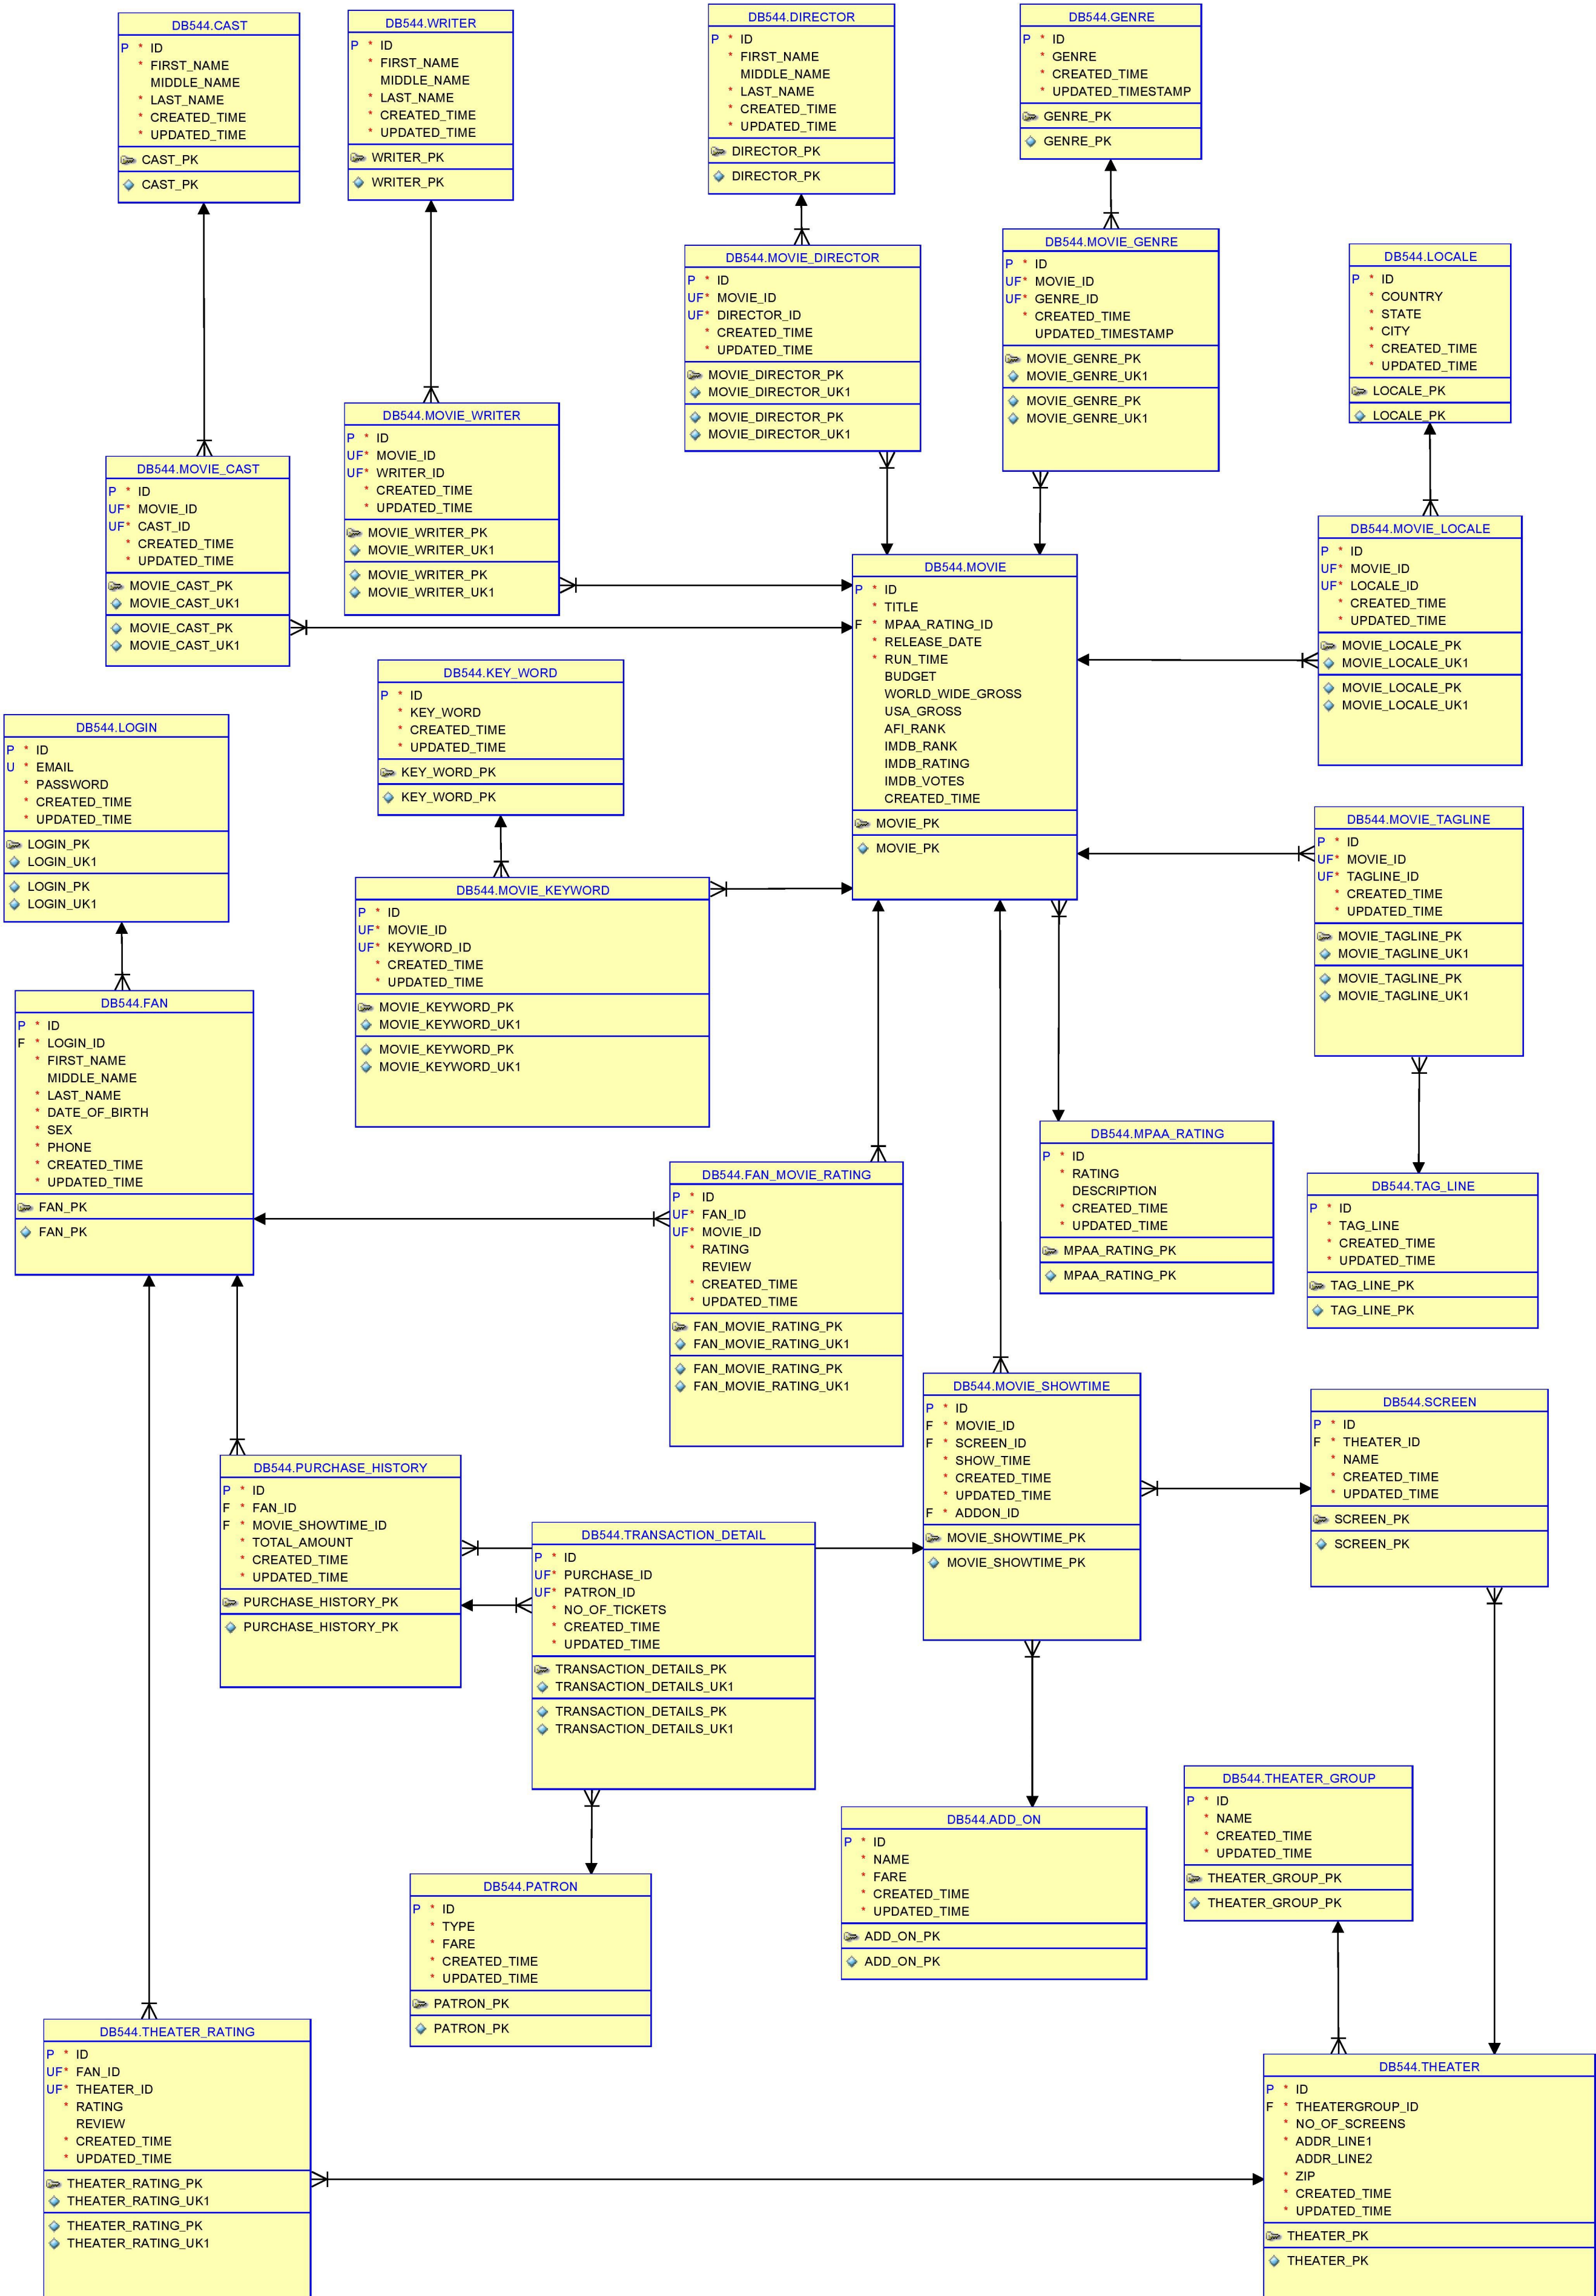 DB544.CAST
P * ID
* FIRST_NAME
MIDDLE_NAME
* LAST_NAME
* CREATED_TIME
* UPDATED_TIME
CAST_PK
CAST_PK
DB544.WRITER
P * ID
* FIRST_NAME
MIDDLE_NAME
* LAST_NAME
* CREATED_TIME
* UPDATED_TIME
WRITER_PK
WRITER_PK
DB544.DIRECTOR
P * ID
* FIRST_NAME
MIDDLE_NAME
* LAST_NAME
* CREATED_TIME
* UPDATED_TIME
DIRECTOR_PK
DIRECTOR_PK
DB544.GENRE
P * ID
* GENRE
* CREATED_TIME
* UPDATED_TIMESTAMP
GENRE_PK
GENRE_PK
DB544.MOVIE_DIRECTOR
P * ID
UF* MOVIE_ID
UF* DIRECTOR_ID
* CREATED_TIME
* UPDATED_TIME
MOVIE_DIRECTOR_PK
MOVIE_DIRECTOR_UK1
MOVIE_DIRECTOR_PK
MOVIE_DIRECTOR_UK1
DB544.MOVIE_GENRE
P * ID
UF* MOVIE_ID
UF* GENRE_ID
* CREATED_TIME
UPDATED_TIMESTAMP
MOVIE_GENRE_PK
MOVIE_GENRE_UK1
MOVIE_GENRE_PK
MOVIE_GENRE_UK1
DB544.LOCALE
P * ID
* COUNTRY
* STATE
* CITY
* CREATED_TIME
* UPDATED_TIME
LOCALE_PK
LOCALE_PK
DB544.MOVIE_CAST
P * ID
UF* MOVIE_ID
UF* CAST_ID
* CREATED_TIME
* UPDATED_TIME
MOVIE_CAST_PK
MOVIE_CAST_UK1
MOVIE_CAST_PK
MOVIE_CAST_UK1
DB544.MOVIE_WRITER
P * ID
UF* MOVIE_ID
UF* WRITER_ID
* CREATED_TIME
* UPDATED_TIME
MOVIE_WRITER_PK
MOVIE_WRITER_UK1
MOVIE_WRITER_PK
MOVIE_WRITER_UK1
DB544.MOVIE
P * ID
* TITLE
F * MPAA_RATING_ID
* RELEASE_DATE
* RUN_TIME
BUDGET
WORLD_WIDE_GROSS
USA_GROSS
AFI_RANK
IMDB_RANK
IMDB_RATING
IMDB_VOTES
CREATED_TIME
MOVIE_PK
MOVIE_PK
DB544.MOVIE_LOCALE
P * ID
UF* MOVIE_ID
UF* LOCALE_ID
* CREATED_TIME
* UPDATED_TIME
MOVIE_LOCALE_PK
MOVIE_LOCALE_UK1
MOVIE_LOCALE_PK
MOVIE_LOCALE_UK1
DB544.KEY_WORD
P * ID
* KEY_WORD
* CREATED_TIME
* UPDATED_TIME
KEY_WORD_PK
KEY_WORD_PK
DB544.LOGIN
P * ID
U * EMAIL
* PASSWORD
* CREATED_TIME
* UPDATED_TIME
LOGIN_PK
LOGIN_UK1
LOGIN_PK
LOGIN_UK1
DB544.MOVIE_KEYWORD
P * ID
UF* MOVIE_ID
UF* KEYWORD_ID
* CREATED_TIME
* UPDATED_TIME
MOVIE_KEYWORD_PK
MOVIE_KEYWORD_UK1
MOVIE_KEYWORD_PK
MOVIE_KEYWORD_UK1
DB544.MOVIE_TAGLINE
P * ID
UF* MOVIE_ID
UF* TAGLINE_ID
* CREATED_TIME
* UPDATED_TIME
MOVIE_TAGLINE_PK
MOVIE_TAGLINE_UK1
MOVIE_TAGLINE_PK
MOVIE_TAGLINE_UK1
DB544.FAN
P * ID
F * LOGIN_ID
* FIRST_NAME
MIDDLE_NAME
* LAST_NAME
* DATE_OF_BIRTH
* SEX
* PHONE
* CREATED_TIME
* UPDATED_TIME
FAN_PK
FAN_PK
DB544.FAN_MOVIE_RATING
P * ID
UF* FAN_ID
UF* MOVIE_ID
* RATING
REVIEW
* CREATED_TIME
* UPDATED_TIME
FAN_MOVIE_RATING_PK
FAN_MOVIE_RATING_UK1
FAN_MOVIE_RATING_PK
FAN_MOVIE_RATING_UK1
DB544.MPAA_RATING
P * ID
* RATING
DESCRIPTION
* CREATED_TIME
* UPDATED_TIME
MPAA_RATING_PK
MPAA_RATING_PK
DB544.TAG_LINE
P * ID
* TAG_LINE
* CREATED_TIME
* UPDATED_TIME
TAG_LINE_PK
TAG_LINE_PK
DB544.PURCHASE_HISTORY
P * ID
F * FAN_ID
F * MOVIE_SHOWTIME_ID
* TOTAL_AMOUNT
* CREATED_TIME
* UPDATED_TIME
PURCHASE_HISTORY_PK
PURCHASE_HISTORY_PK
DB544.TRANSACTION_DETAIL
P * ID
UF* PURCHASE_ID
UF* PATRON_ID
* NO_OF_TICKETS
* CREATED_TIME
* UPDATED_TIME
TRANSACTION_DETAILS_PK
TRANSACTION_DETAILS_UK1
TRANSACTION_DETAILS_PK
TRANSACTION_DETAILS_UK1
DB544.MOVIE_SHOWTIME
P * ID
F * MOVIE_ID
F * SCREEN_ID
* SHOW_TIME
* CREATED_TIME
* UPDATED_TIME
F * ADDON_ID
MOVIE_SHOWTIME_PK
MOVIE_SHOWTIME_PK
DB544.SCREEN
P * ID
F * THEATER_ID
* NAME
* CREATED_TIME
* UPDATED_TIME
SCREEN_PK
SCREEN_PK
DB544.PATRON
P * ID
* TYPE
* FARE
* CREATED_TIME
* UPDATED_TIME
PATRON_PK
PATRON_PK
DB544.ADD_ON
P * ID
* NAME
* FARE
* CREATED_TIME
* UPDATED_TIME
ADD_ON_PK
ADD_ON_PK
DB544.THEATER_GROUP
P * ID
* NAME
* CREATED_TIME
* UPDATED_TIME
THEATER_GROUP_PK
THEATER_GROUP_PK
DB544.THEATER_RATING
P * ID
UF* FAN_ID
UF* THEATER_ID
* RATING
REVIEW
* CREATED_TIME
* UPDATED_TIME
THEATER_RATING_PK
THEATER_RATING_UK1
THEATER_RATING_PK
THEATER_RATING_UK1
DB544.THEATER
P * ID
F * THEATERGROUP_ID
* NO_OF_SCREENS
* ADDR_LINE1
ADDR_LINE2
* ZIP
* CREATED_TIME
* UPDATED_TIME
THEATER_PK
THEATER_PK